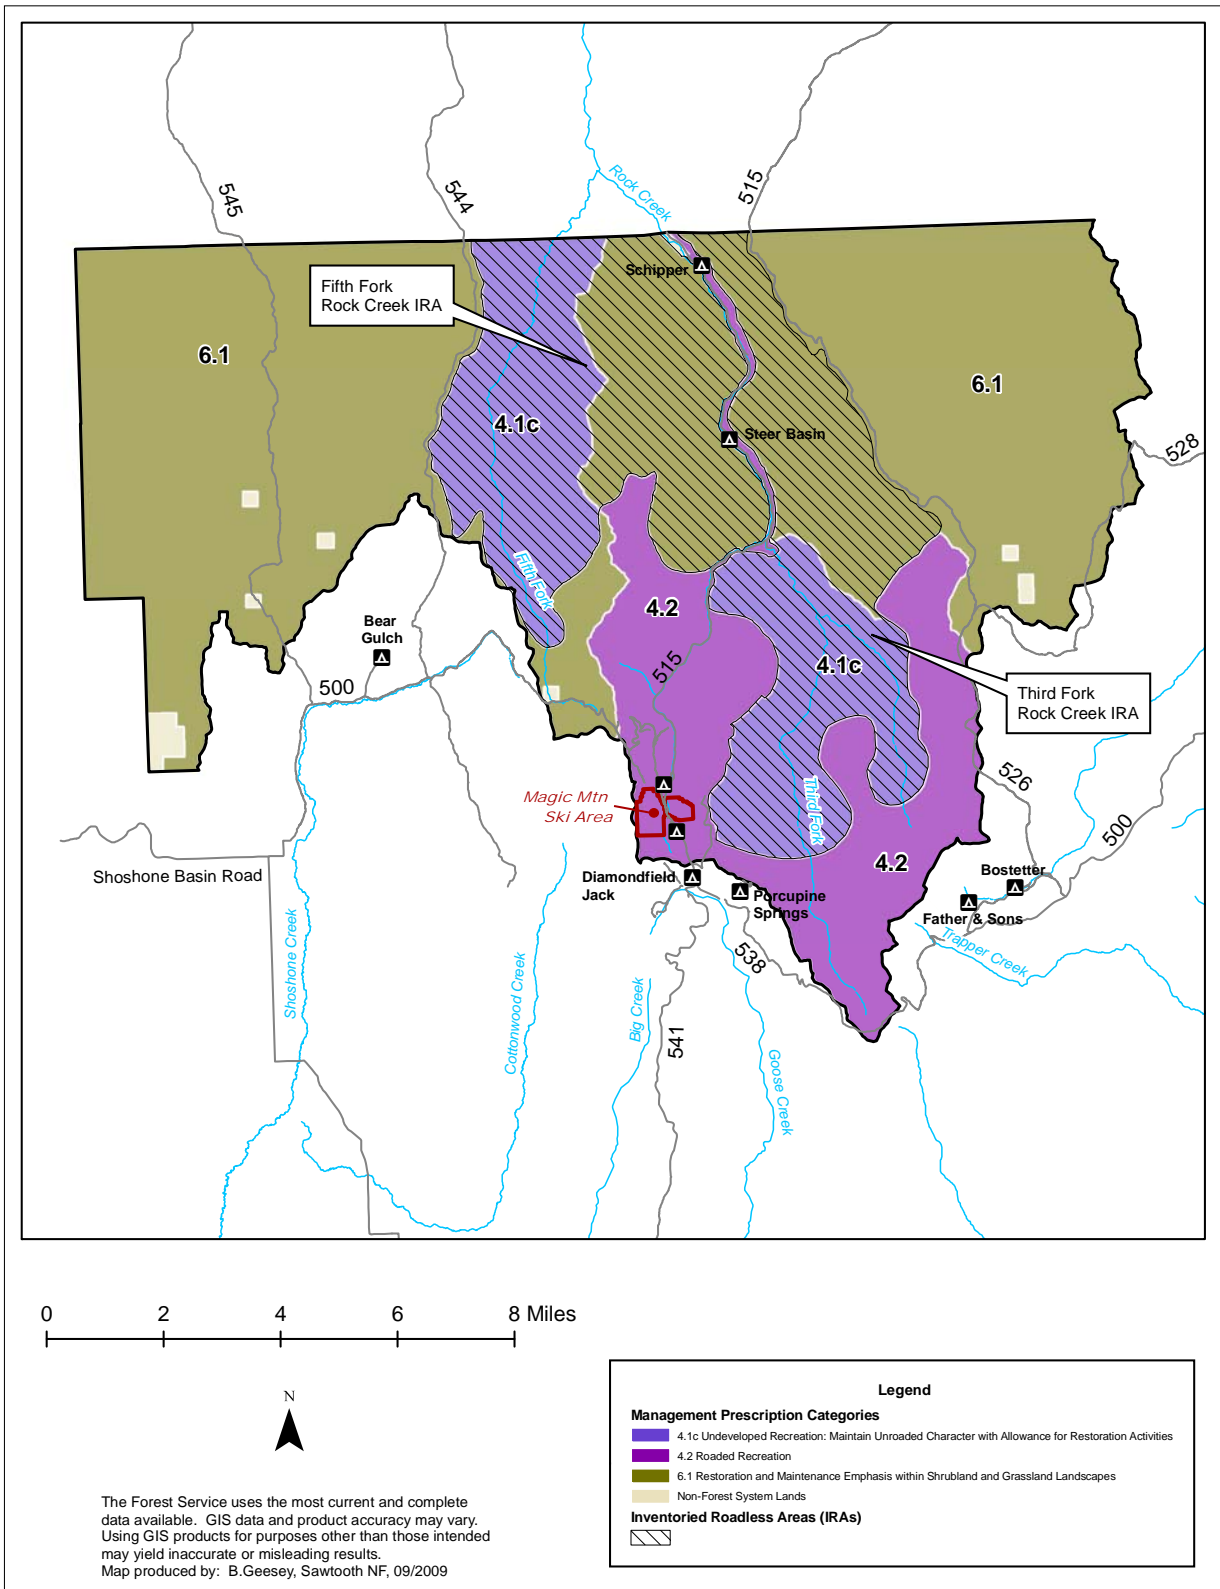 545
544
515
Rock Creek
Schipper
Fifth Fork
Rock Creek IRA
6.1
6.1
4.1c
Steer Basin
528
Fifth Fork
4.2
Bear
Gulch
515
4.1c
500
Third Fork
Rock Creek IRA
526
500
Magic Mtn
Ski Area
Third Fork
4.2
Shoshone Basin Road
Diamondfield
Jack
Porcupine
Springs
Bostetter
Father & Sons
Trapper Creek
538
Shoshone Creek
Cottonwood Creek
Big Creek
541
Goose Creek
0 2 4 6 8 Miles
N
The Forest Service uses the most current and complete
data available. GIS data and product accuracy may vary.
Using GIS products for purposes other than those intended
may yield inaccurate or misleading results.
Map produced by: B.Geesey, Sawtooth NF, 09/2009
Legend
Management Prescription Categories
4.1c Undeveloped Recreation: Maintain Unroaded Character with Allowance for Restoration Activities
4.2 Roaded Recreation
6.1 Restoration and Maintenance Emphasis within Shrubland and Grassland Landscapes
Non-Forest System Lands
Inventoried Roadless Areas (IRAs)